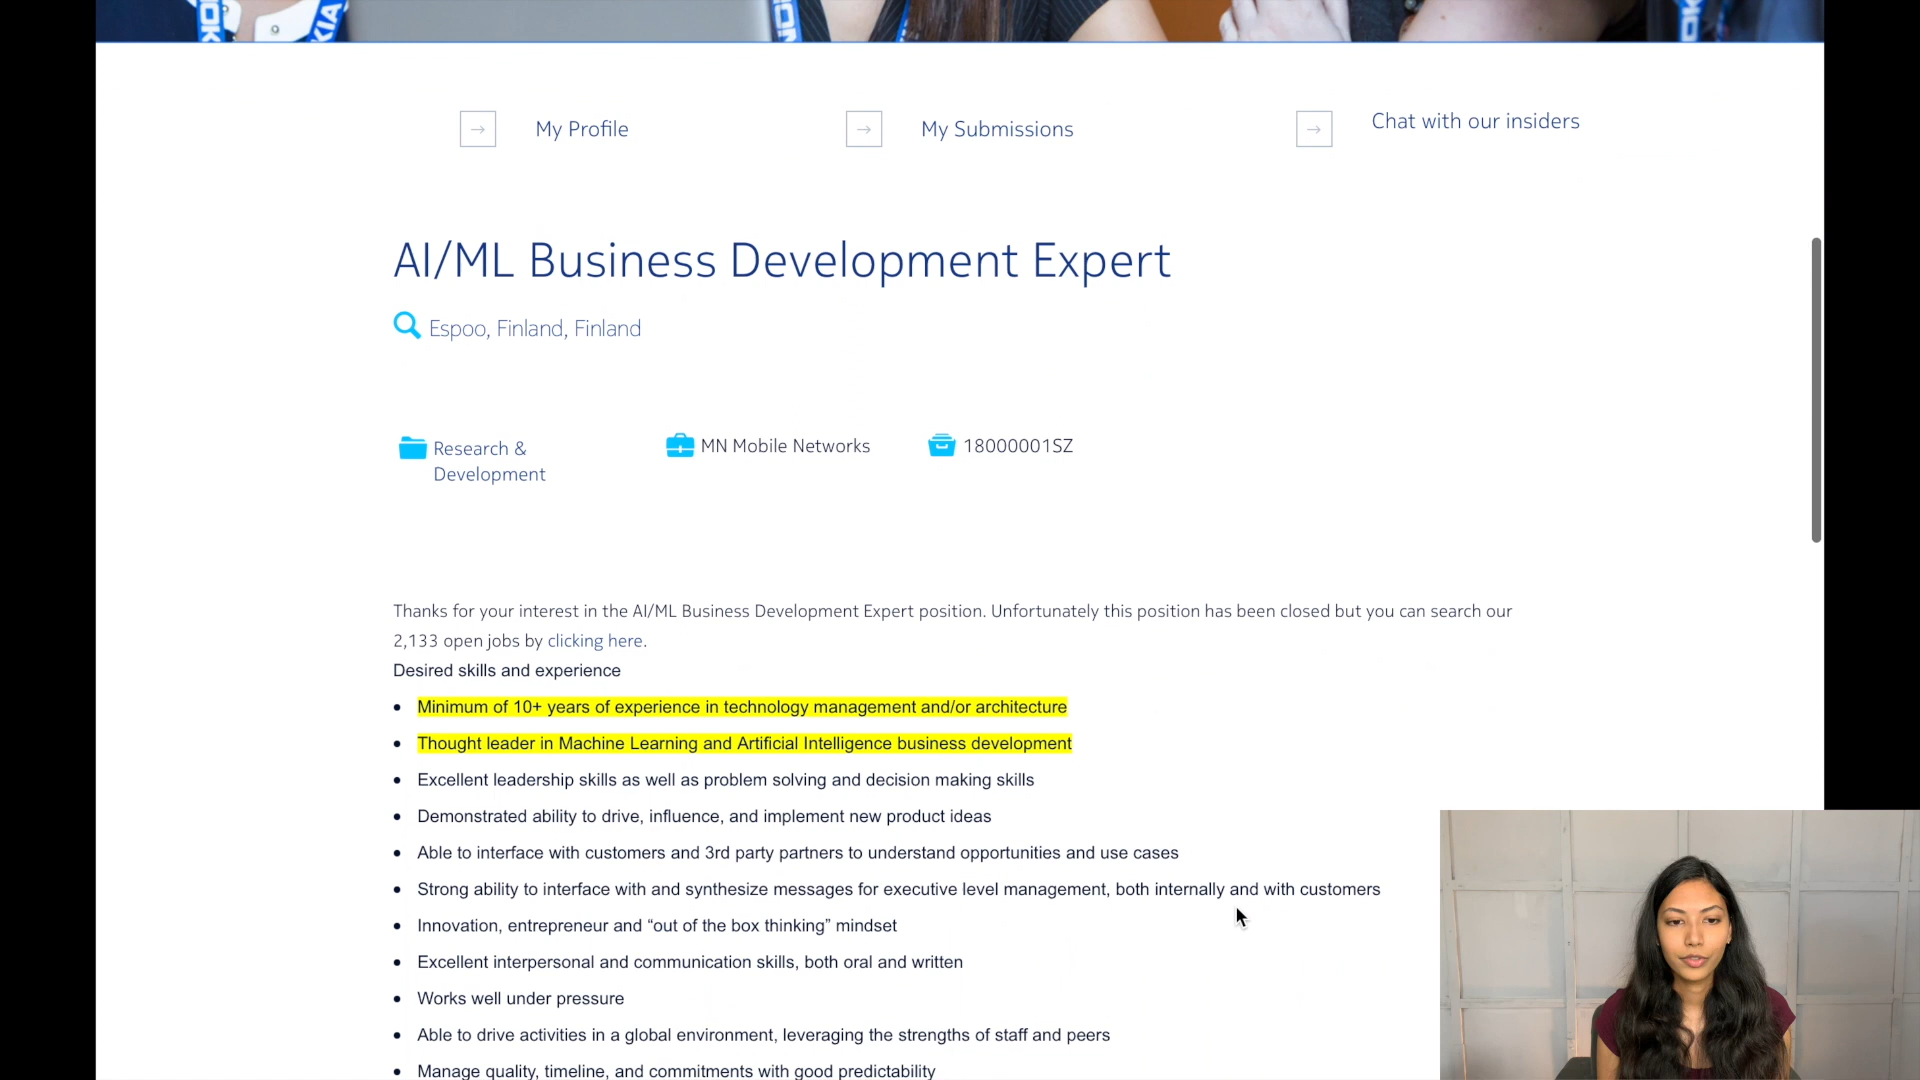 NOKIA
My Profile
My Submissions
Chat with our insiders
AI/ML Business Development Expert
Espoo, Finland, Finland
Research &
Development
MN Mobile Networks
18000001SZ
Thanks for your interest in the AI/ML Business Development Expert position. Unfortunately this position has been closed but you can search our
2,133 open jobs by clicking here.
Desired skills and experience
• Minimum of 10+ years of experience in technology management and/or architecture
• Thought leader in Machine Learning and Artificial Intelligence business development
• Excellent leadership skills as well as problem solving and decision making skills
• Demonstrated ability to drive, influence, and implement new product ideas
• Able to interface with customers and 3rd party partners to understand opportunities and use cases
• Strong ability to interface with and synthesize messages for executive level management, both internally and with customers
• Innovation, entrepreneur and “out of the box thinking” mindset
• Excellent interpersonal and communication skills, both oral and written
• Works well under pressure
• Able to drive activities in a global environment, leveraging the strengths of staff and peers
• Manage quality, timeline, and commitments with good predictability